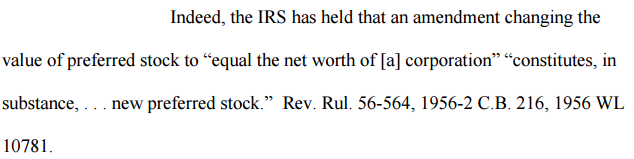 Indeed, the IRS has held that an amendment changing the
value of preferred stock to “equal the net worth of [a] corporation” “constitutes, in
substance, . . . new preferred stock.” Rev. Rul. 56-564, 1956-2 C.B. 216, 1956 WL
10781.